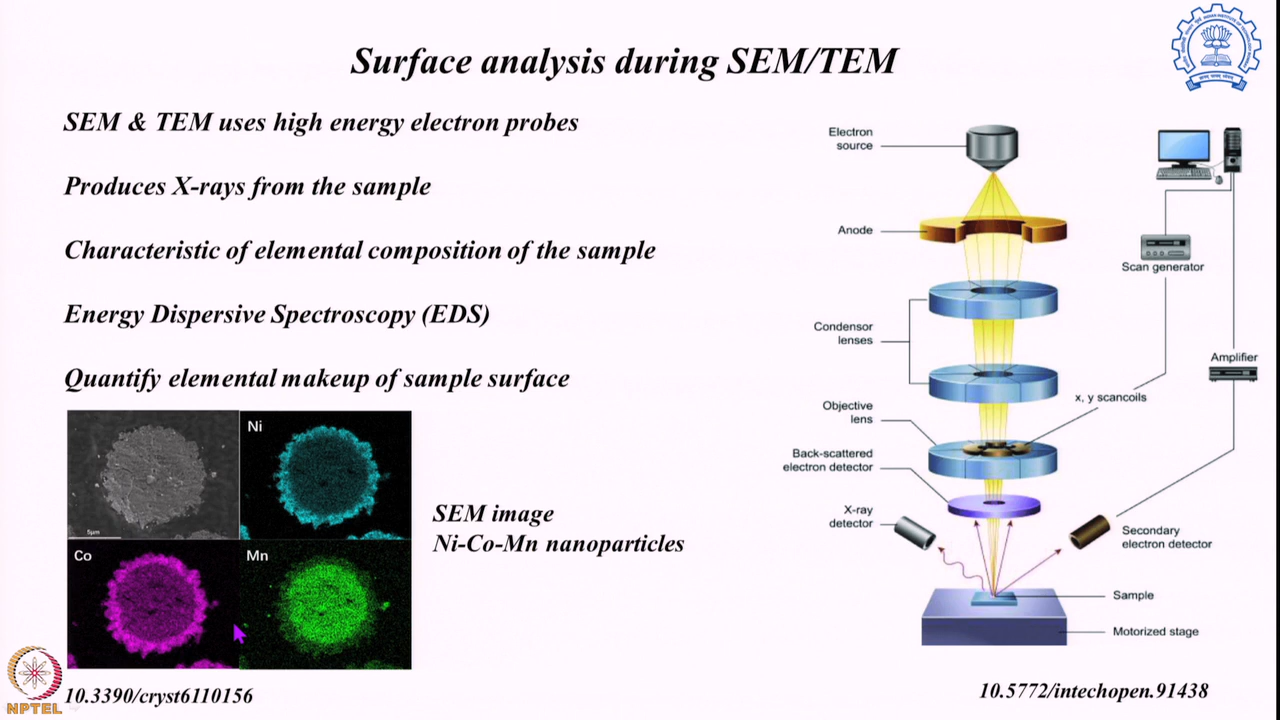 Surface analysis during SEM/TEM
SEM & TEM uses high energy electron probes
Produces X-rays from the sample
Characteristic of elemental composition of the sample
Energy Dispersive Spectroscopy (EDS)
Quantify elemental makeup of sample surface
Ni
5µm
Co
Mn
SEM image
Ni-Co-Mn nanoparticles
10.3390/cryst6110156
NPTEL
Electron
source
Anode
Scan generator
Condensor
lenses
Amplifier
x, y scancoils
Objective
lens
Back-scattered
electron detector
X-ray
detector
Secondary
electron detector
Sample
Motorized stage
10.5772/intechopen.91438